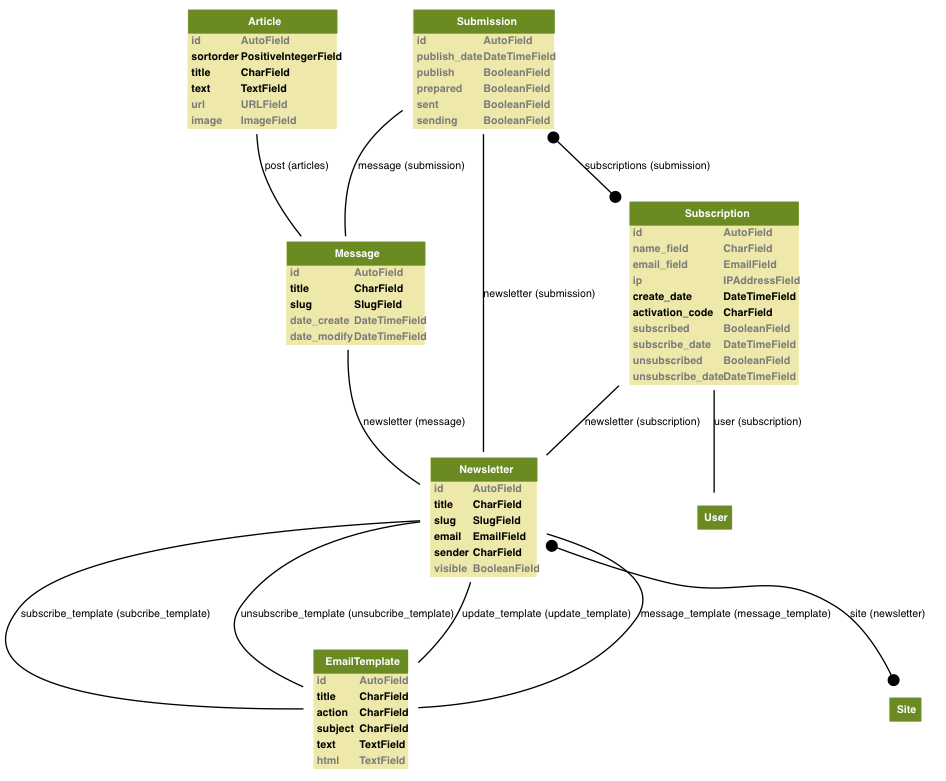 Article
id AutoField
sortorder PositiveIntegerField
title CharField
text TextField
url URLField
image ImageField
Submission
id AutoField
publish_date DateTimeField
publish BooleanField
prepared BooleanField
sent BooleanField
sending BooleanField
post (articles)
message (submission)
subscriptions (submission)
Subscription
id AutoField
name_field CharField
email_field EmailField
ip IPAddressField
create_date DateTimeField
activation_code CharField
subscribed BooleanField
subscribe_date DateTimeField
unsubscribed BooleanField
unsubscribe_date DateTimeField
Message
id AutoField
title CharField
slug SlugField
date_create DateTimeField
date_modify DateTimeField
newsletter (submission)
newsletter (message)
newsletter (subscription)
user (subscription)
Newsletter
id AutoField
title CharField
slug SlugField
email EmailField
sender CharField
visible BooleanField
User
subscribe_template (subcribe_template)
unsubscribe_template (unsubcribe_template)
update_template (update_template)
message_template (message_template)
site (newsletter)
EmailTemplate
id AutoField
title CharField
action CharField
subject CharField
text TextField
html TextField
Site